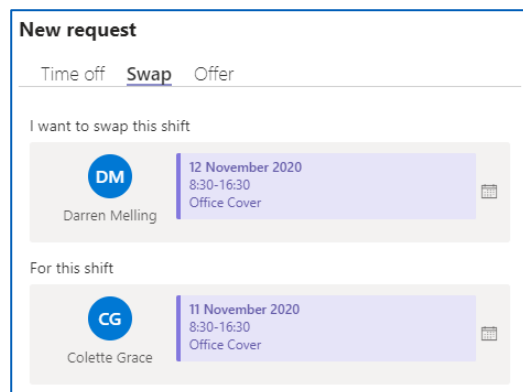 New request
Time off Swap Offer
I want to swap this shift
DM
Darren Melling
12 November 2020
8:30-16:30
Office Cover
For this shift
CG
Colette Grace
11 November 2020
8:30-16:30
Office Cover